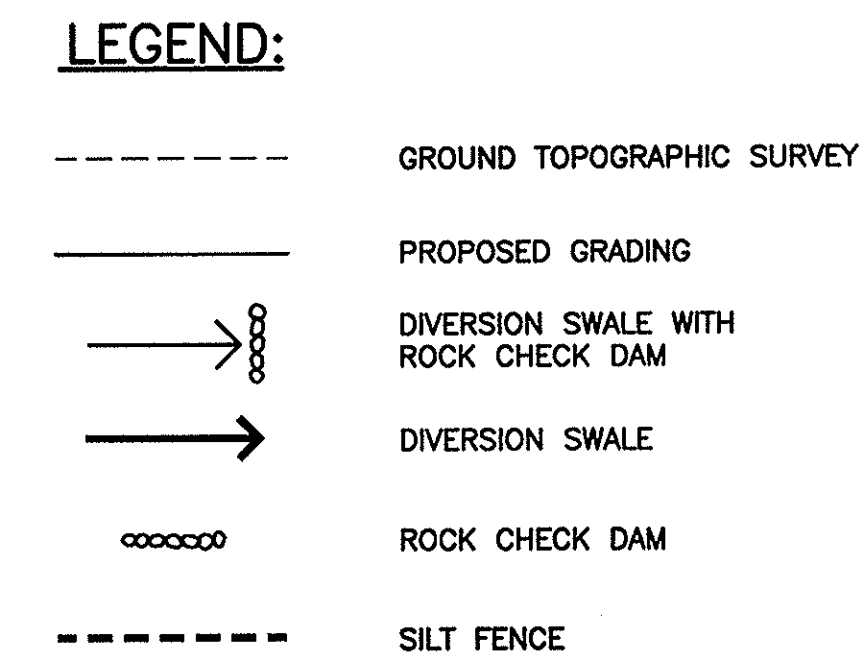 LEGEND:
GROUND TOPOGRAPHIC SURVEY
PROPOSED GRADING
DIVERSION SWALE WITH
ROCK CHECK DAM
DIVERSION SWALE
ROCK CHECK DAM
SILT FENCE